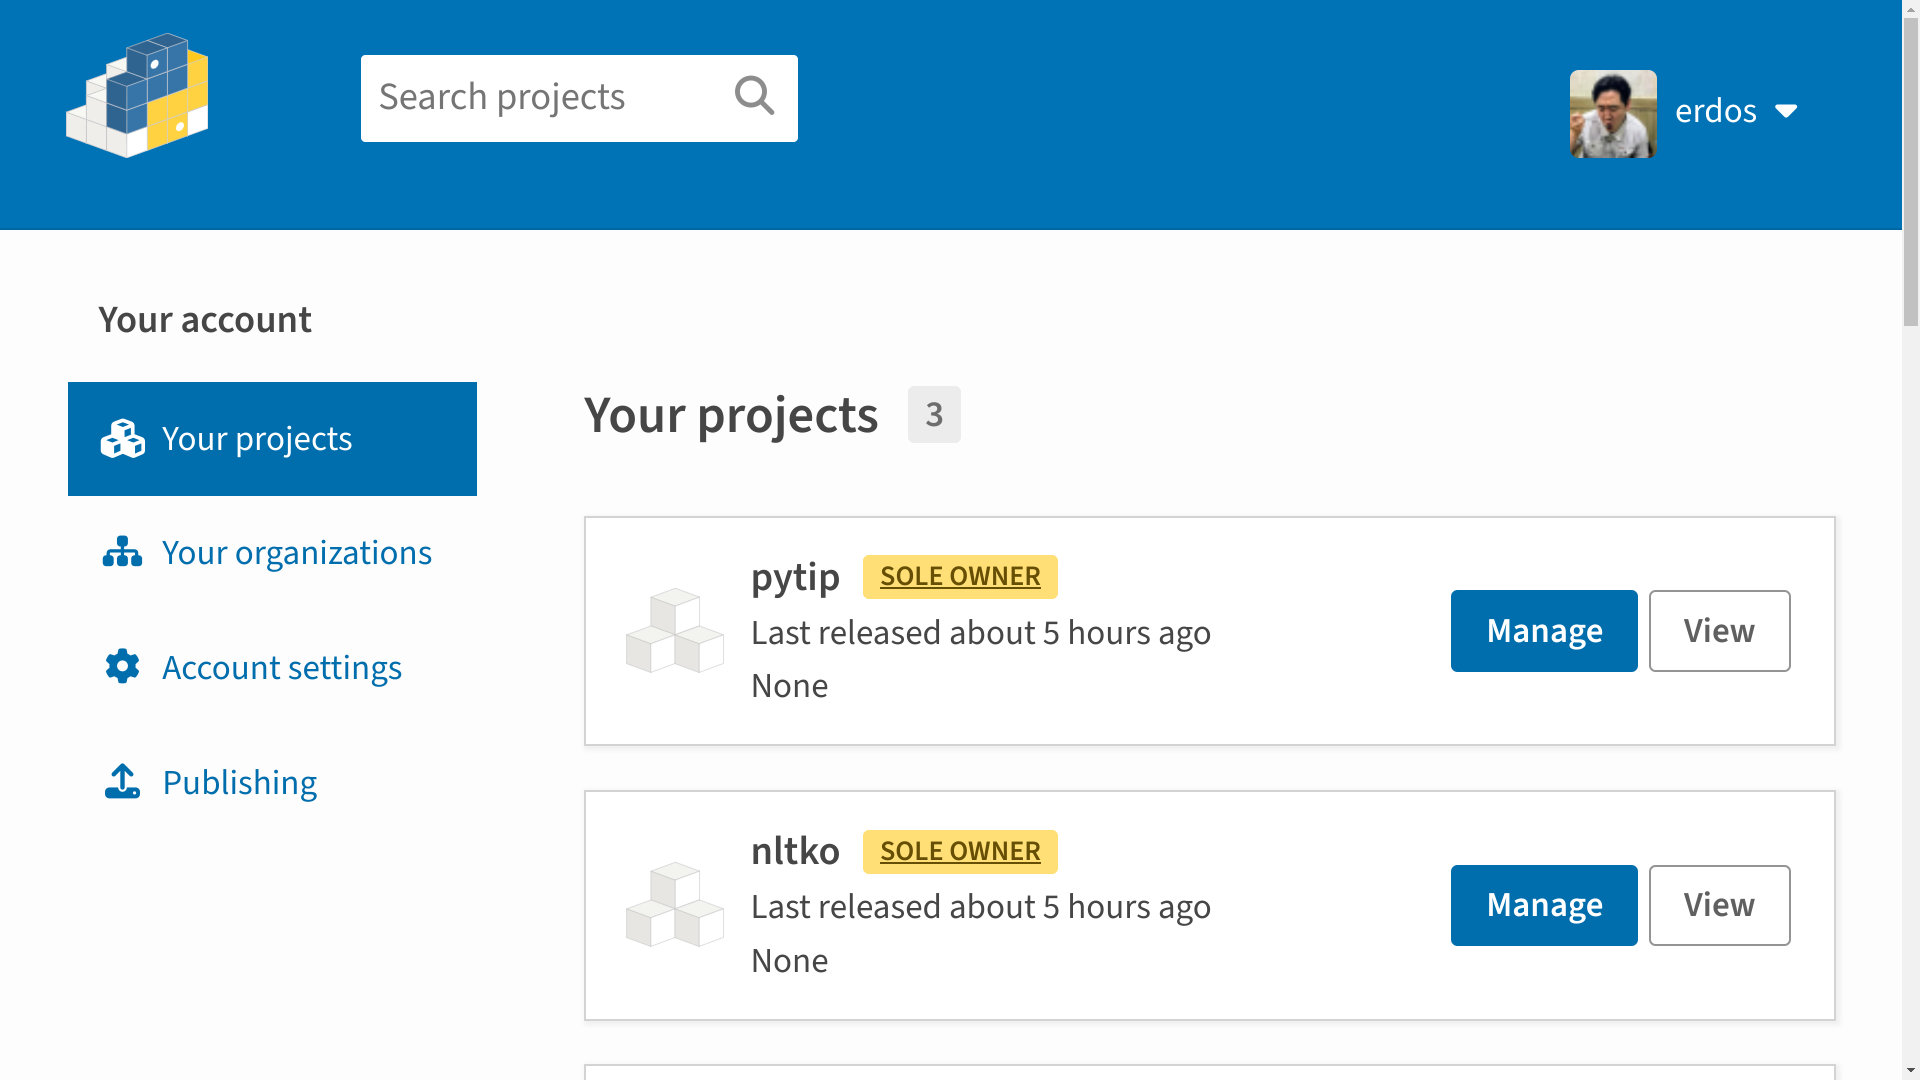 Search projects
erdos
Your account
Your projects
Your organizations
Account settings
Publishing
Your projects 3
pytip SOLE OWNER
Last released about 5 hours ago
None
Manage View
nltko SOLE OWNER
Last released about 5 hours ago
None
Manage View